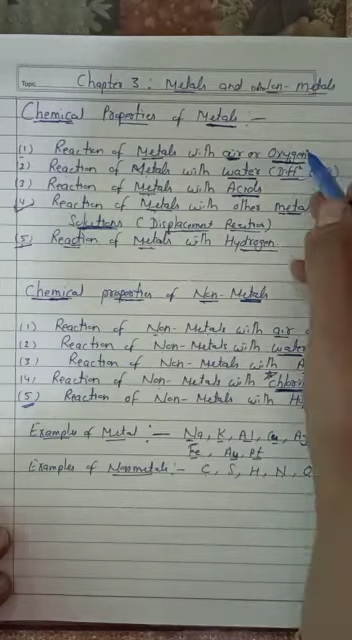 Topic Chapter 3 : Metals and Non-metals
Chemical Properties of Metals :-
(1) Reaction of Metals with air or Oxygen
(2) Reaction of Metals with water (Diff )
(3) Reaction of Metals with Acids
(4) Reaction of Metals with other Meta
Solutions ( Displacement Reaction)
(5) Reaction of Metals with Hydrogen
Chemical properties of Non-Metals
(1) Reaction of Non-Metals with air
(2) Reaction of Non-Metals with water
(3) Reaction of Non-Metals with A
(4) Reaction of Non-Metals with chlorin
(5) Reaction of Non-Metals with H
Examples of Metal :- Na, K, Al, Cu, A
Fe, Au, Pt
Examples of Nonmetals :- C, S, H, N, O